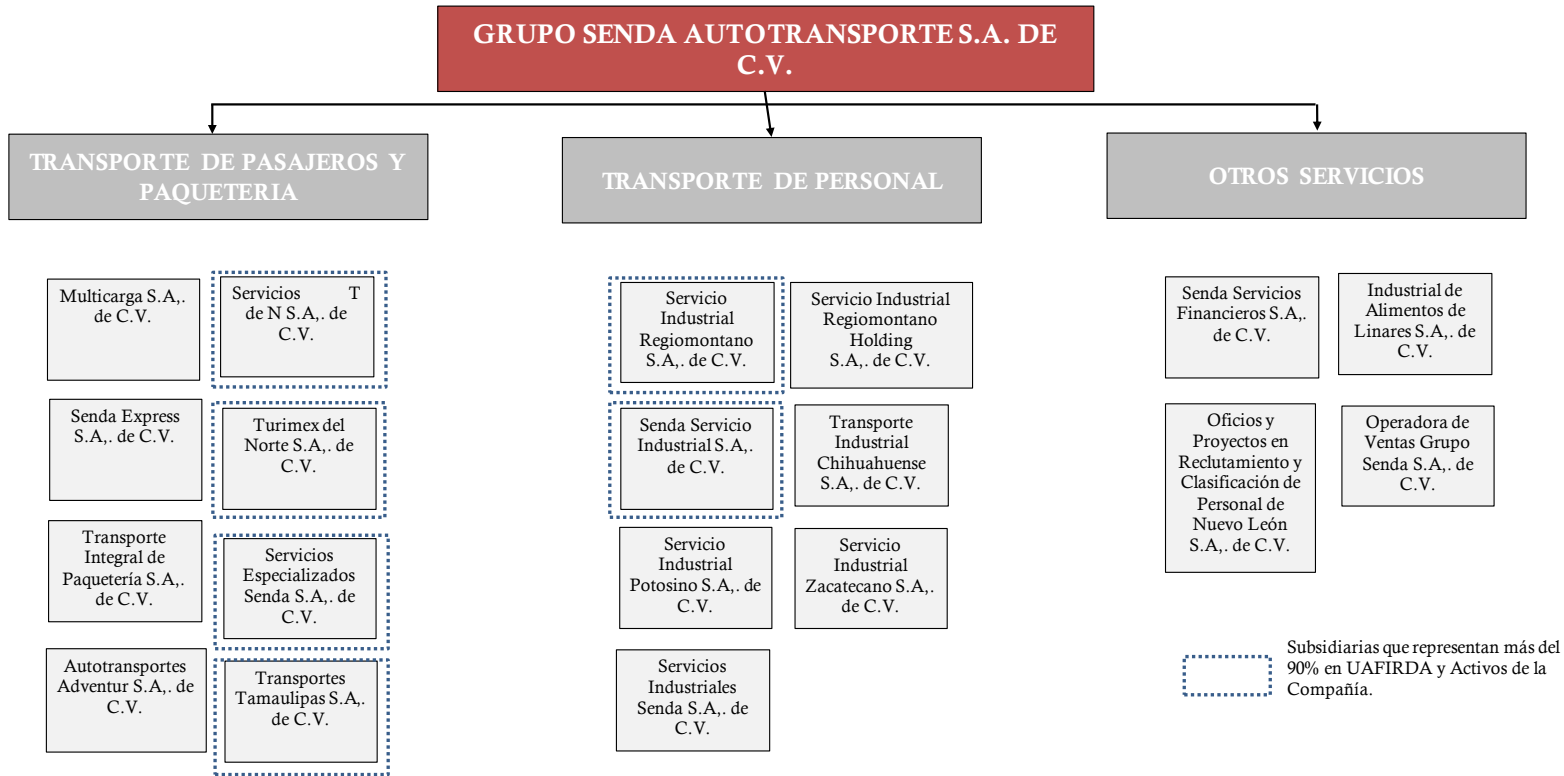 GRUPO SENDA AUTOTRANSPORTE S.A. DE
C.V.
TRANSPORTE DE PASAJEROS Y
PAQUETERIA
TRANSPORTE DE PERSONAL
OTROS SERVICIOS
Multicarga S.A,.
de C.V.
Servicios T
de N S.A,. de
C.V.
Senda Express
S.A,. de C.V.
Turimex del
Norte S.A,. de
C.V.
Transporte
Integral de
Paquetería S.A,.
de C.V.
Servicios
Especializados
Senda S.A,. de
C.V.
Autotransportes
Adventur S.A,. de
C.V.
Transportes
Tamaulipas S.A,.
de C.V.
Servicio
Industrial
Regiomontano
S.A,. de C.V.
Servicio Industrial
Regiomontano
Holding
S.A,. de C.V.
Senda Servicio
Industrial S.A,.
de C.V.
Transporte
Industrial
Chihuahuense
S.A,. de C.V.
Servicio
Industrial
Potosino S.A,. de
C.V.
Servicio
Industrial
Zacatecano S.A,.
de C.V.
Servicios
Industriales
Senda S.A,. de
C.V.
Senda Servicios
Financieros S.A,.
de C.V.
Industrial de
Alimentos de
Linares S.A,. de
C.V.
Oficios y
Proyectos en
Reclutamiento y
Clasificación de
Personal de
Nuevo León
S.A,. de C.V.
Operadora de
Ventas Grupo
Senda S.A,. de
C.V.
Subsidiarias que representan más del
90% en UAFIRDA y Activos de la
Compañía.